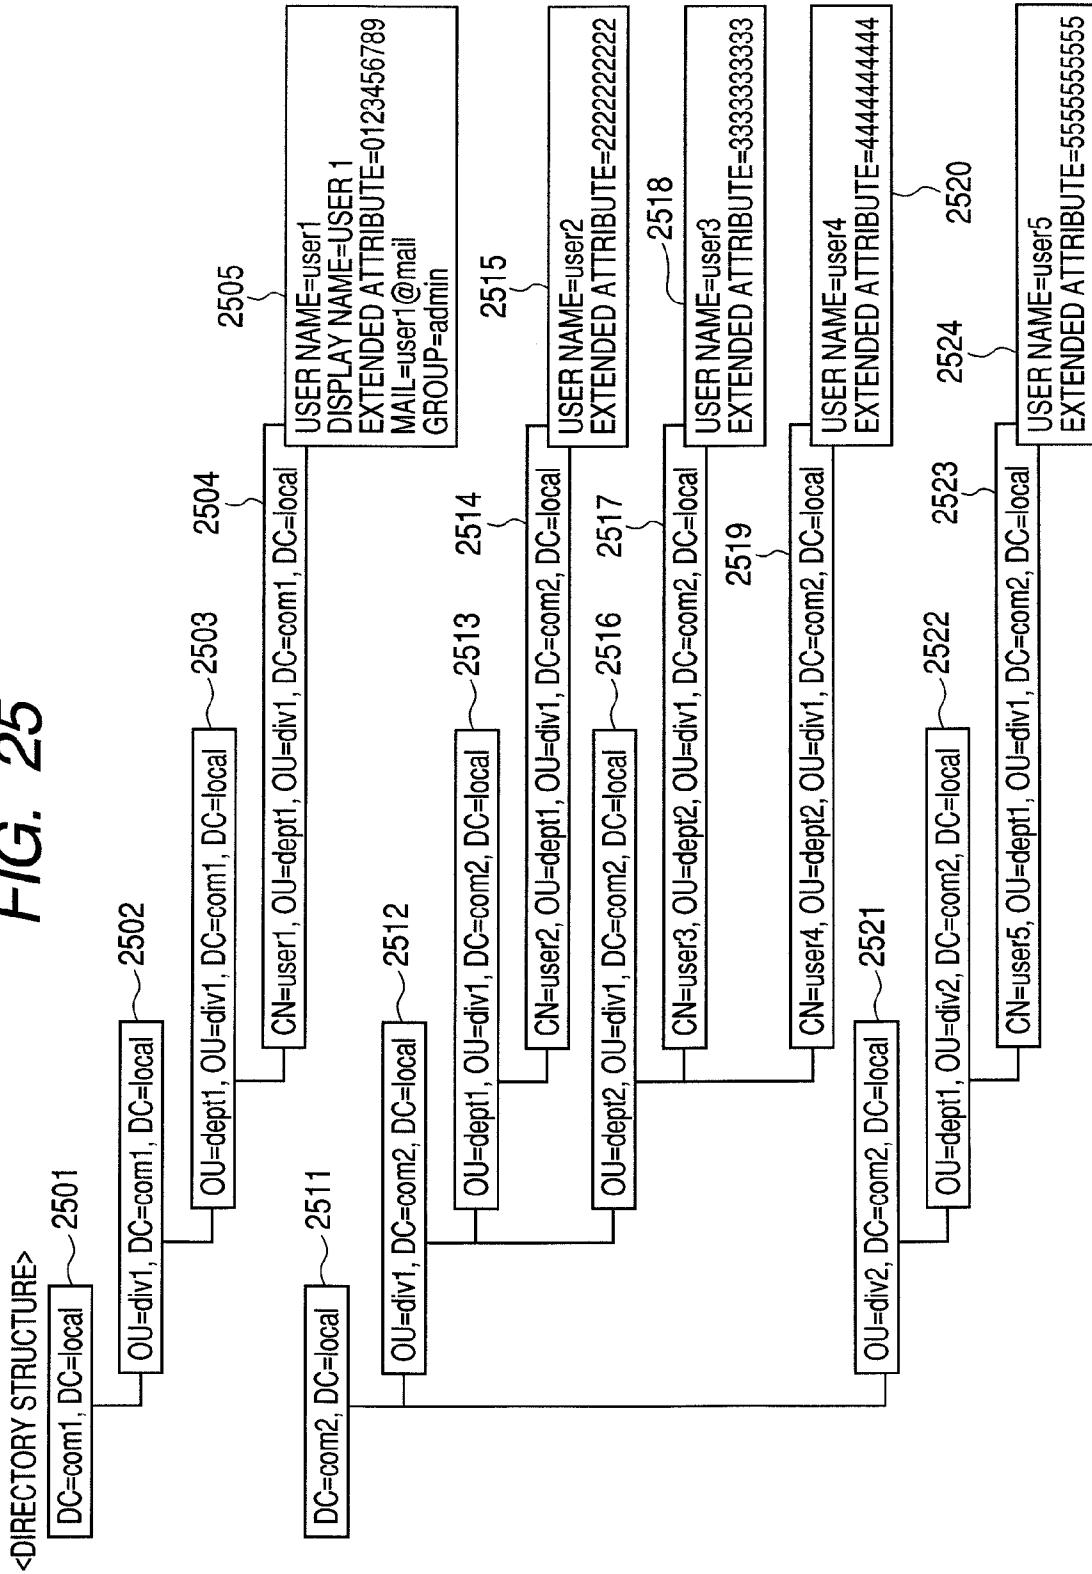 FIG. 25
<DIRECTORY STRUCTURE>
DC=com1, DC=local
2501
OU=div1, DC=com1, DC=local
2502
OU=dept1, OU=div1, DC=com1, DC=local
2503
CN=user1, OU=dept1, OU=div1, DC=com1, DC=local
2504
2505
USER NAME=user1
DISPLAY NAME=USER 1
EXTENDED ATTRIBUTE=0123456789
MAIL=user1@mail
GROUP=admin
DC=com2, DC=local
2511
OU=div1, DC=com2, DC=local
2512
OU=dept1, OU=div1, DC=com2, DC=local
2513
CN=user2, OU=dept1, OU=div1, DC=com2, DC=local
2514
2515
USER NAME=user2
EXTENDED ATTRIBUTE=2222222222
OU=dept2, OU=div1, DC=com2, DC=local
2516
CN=user3, OU=dept2, OU=div1, DC=com2, DC=local
2517
2518
USER NAME=user3
EXTENDED ATTRIBUTE=3333333333
CN=user4, OU=dept2, OU=div1, DC=com2, DC=local
2519
USER NAME=user4
EXTENDED ATTRIBUTE=4444444444
2520
OU=div2, DC=com2, DC=local
2521
OU=dept1, OU=div2, DC=com2, DC=local
2522
CN=user5, OU=dept1, OU=div1, DC=com2, DC=local
2523
2524
USER NAME=user5
EXTENDED ATTRIBUTE=5555555555